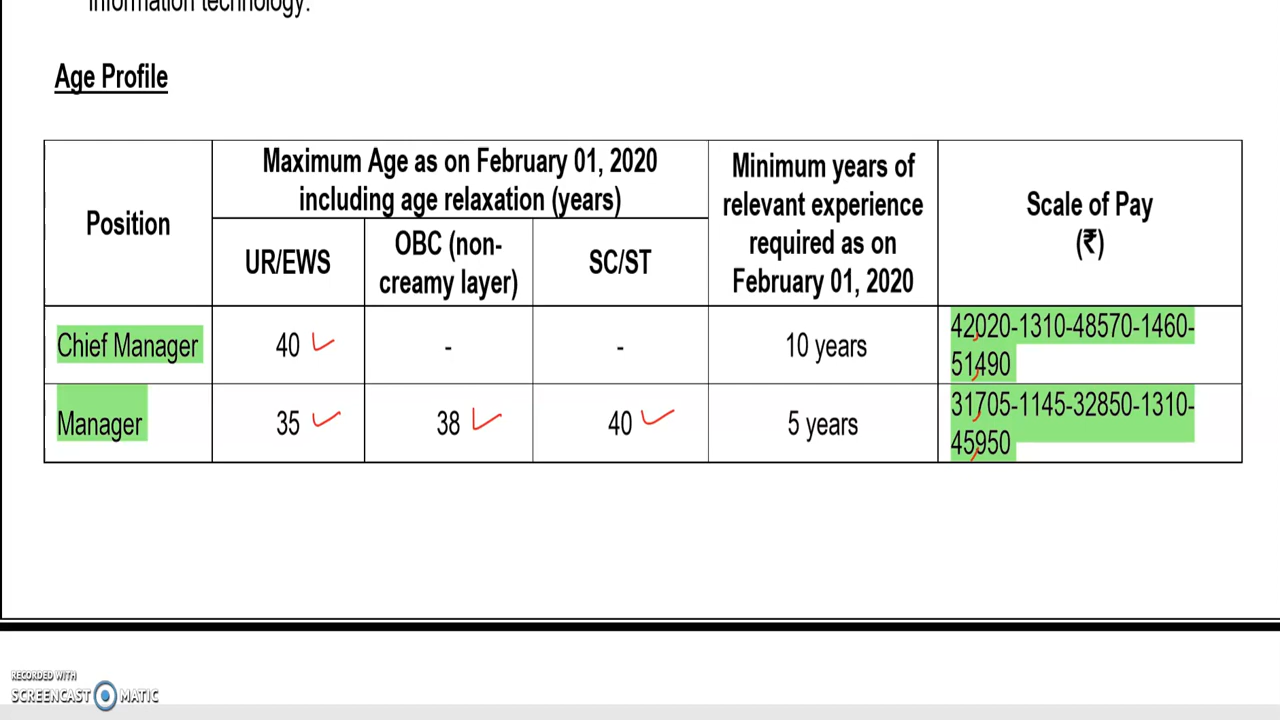 information technology.
Age Profile
Position
Maximum Age as on February 01, 2020
including age relaxation (years)
UR/EWS
OBC (non-
creamy layer)
SC/ST
Minimum years of
relevant experience
required as on
February 01, 2020
Scale of Pay
(₹)
Chief Manager
40
-
-
10 years
42020-1310-48570-1460-
51490
Manager
35
38
40
5 years
31705-1145-32850-1310-
45950
RECORDED WITH
SCREENCAST MATIC